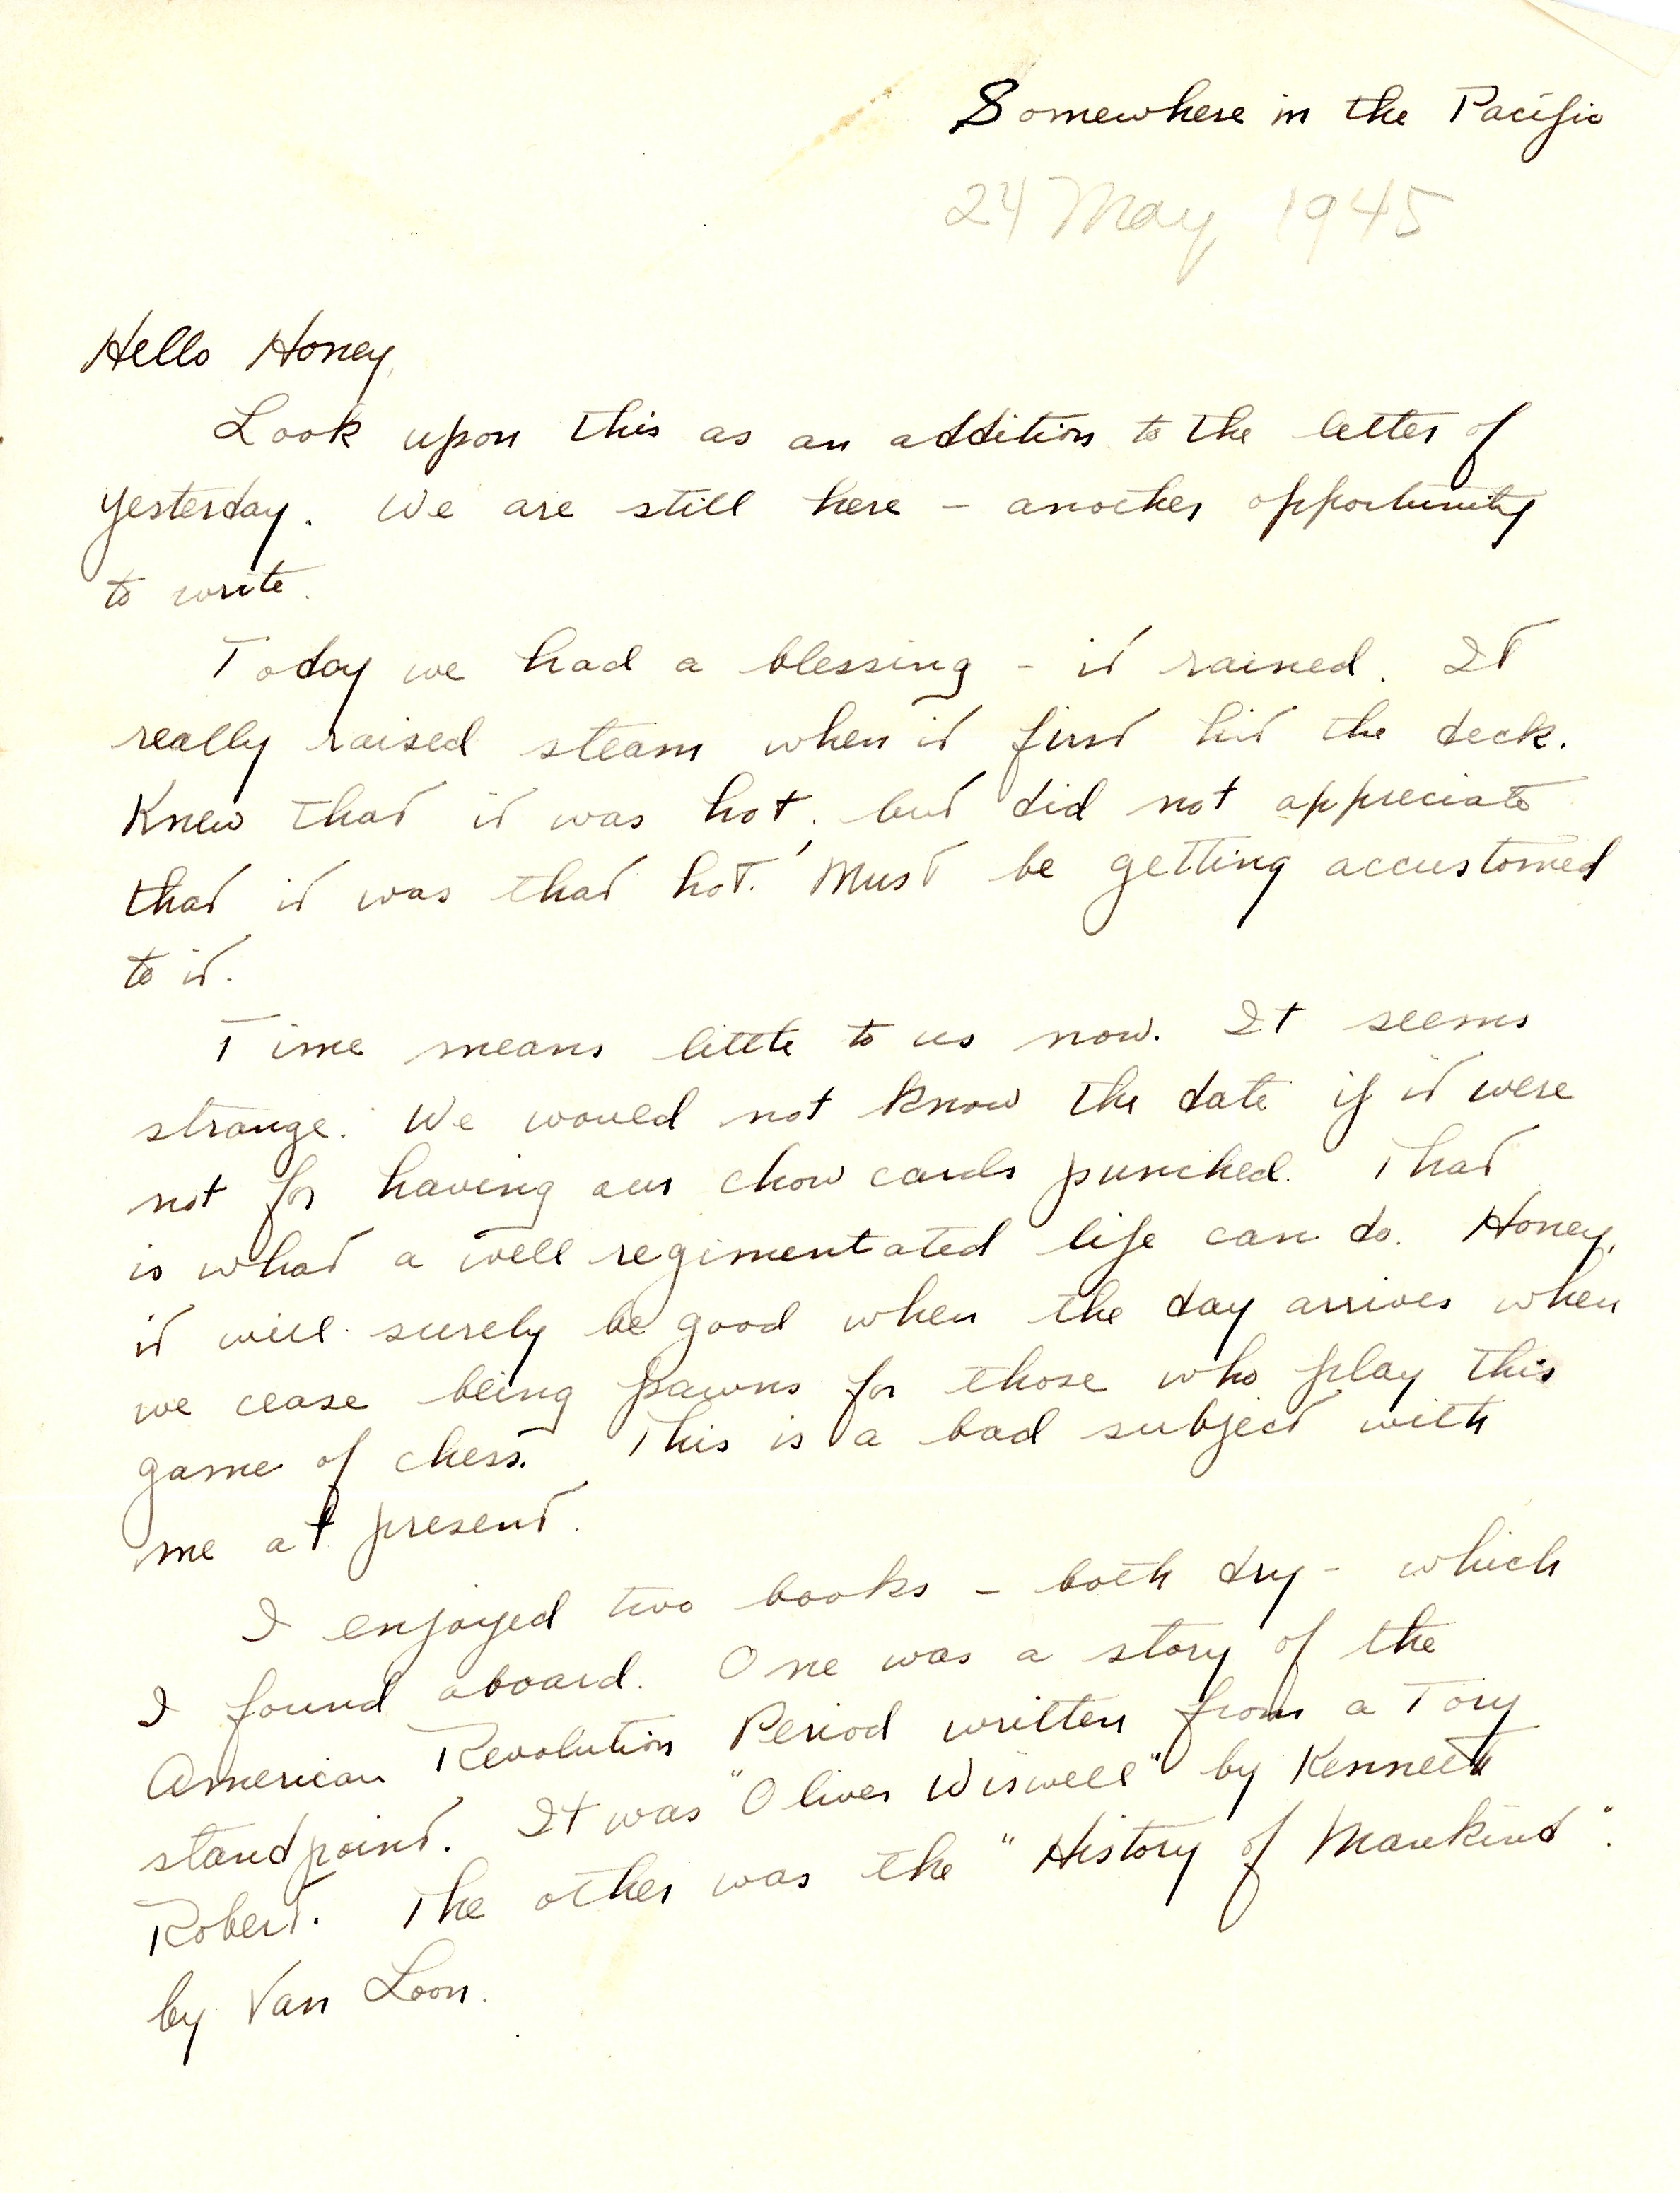 Somewhere in the Pacific
24 May 1945
Hello Honey,
Look upon this as an addition to the letter of
yesterday. We are still here - another opportunity
to write.
Today we had a blessing - it rained. It
really raised steam when it first hit the deck.
Knew that it was hot, but did not appreciate
that it was that hot. Must be getting accustomed
to it.
Time means little to us now. It seems
strange. We would not know the date if it were
not for having our chow cards punched. That
is what a well regimentated life can do. Honey,
it will surely be good when the day arrives when
we cease being pawns for those who play this
game of chess. This is a bad subject with
me at present.
I enjoyed two books - both dry - which
I found aboard. One was a story of the
American Revolution Period written from a Tory
standpoint. It was "Oliver Wiswell" by Kenneth
Robert. The other was the "History of Mankind".
by Van Loon.